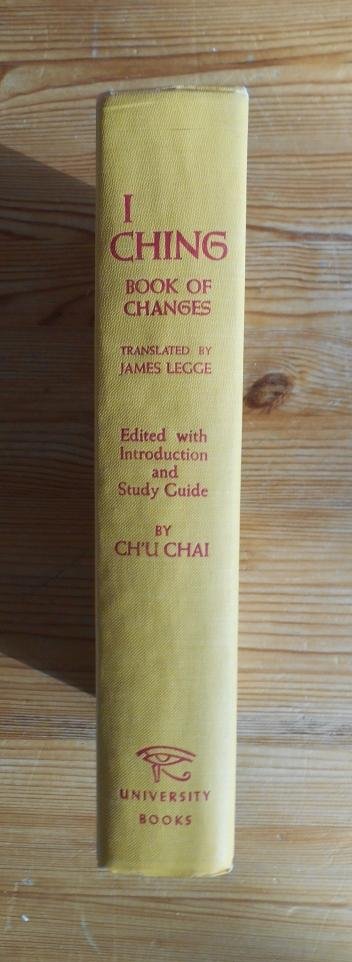 I
CHING
BOOK OF
CHANGES
TRANSLATED BY
JAMES LEGGE
Edited with
Introduction
and
Study Guide
BY
CH'U CHAI
UNIVERSITY
BOOKS